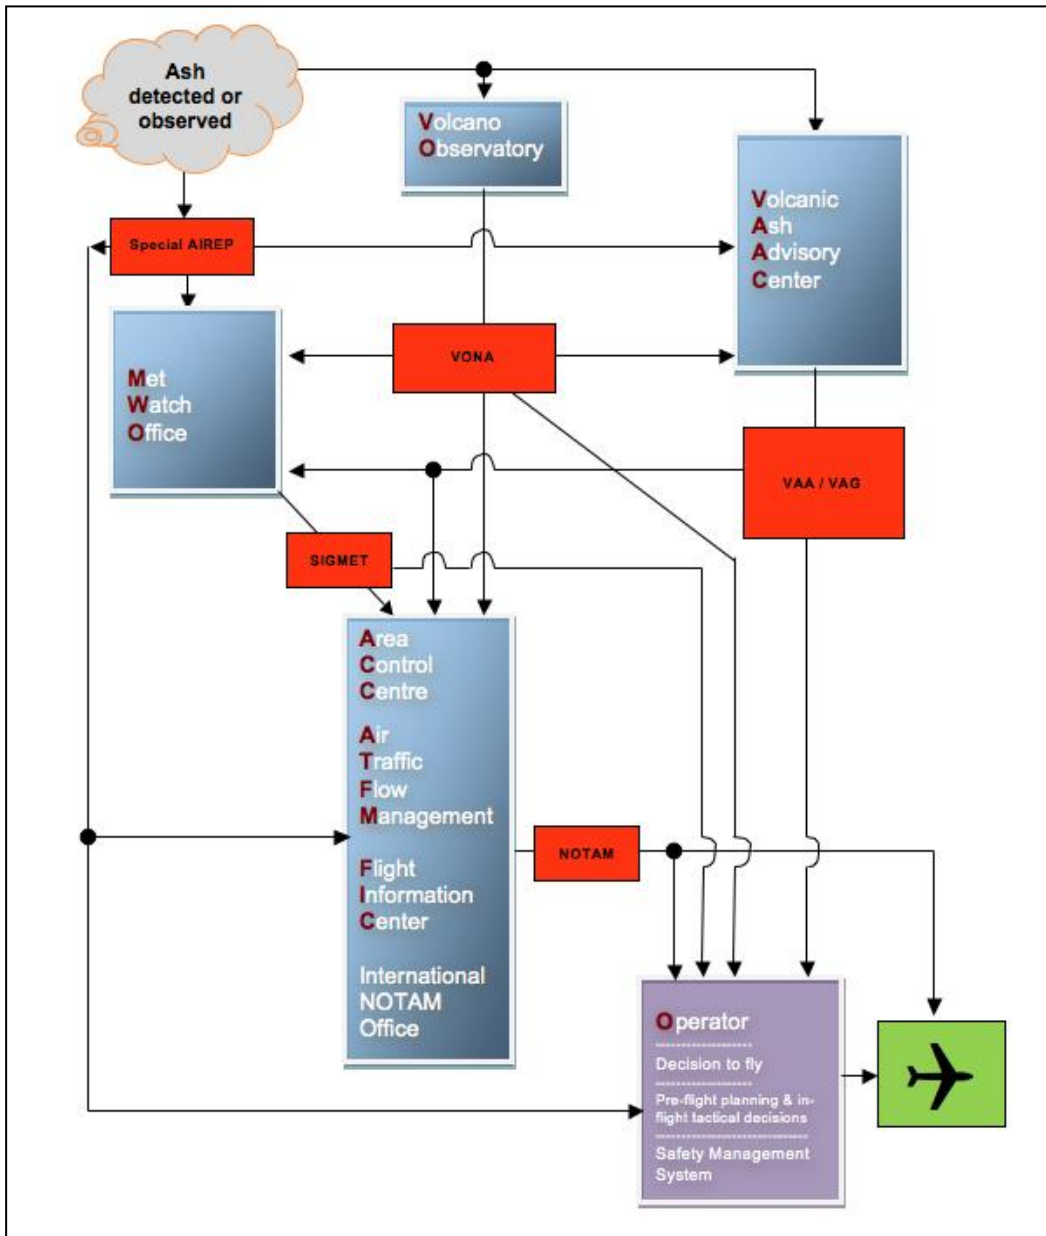 Ash
detected or
observed
Volcano
Observatory
Volcanic
Ash
Advisory
Center
Special AIREP
VONA
Met
Watch
Office
VAA / VAG
SIGMET
Area
Control
Centre
Air
Traffic
Flow
Management
Flight
Information
Center
International
NOTAM
Office
NOTAM
Operator
Decision to fly
Pre-flight planning & in-
flight tactical decisions
Safety Management
System